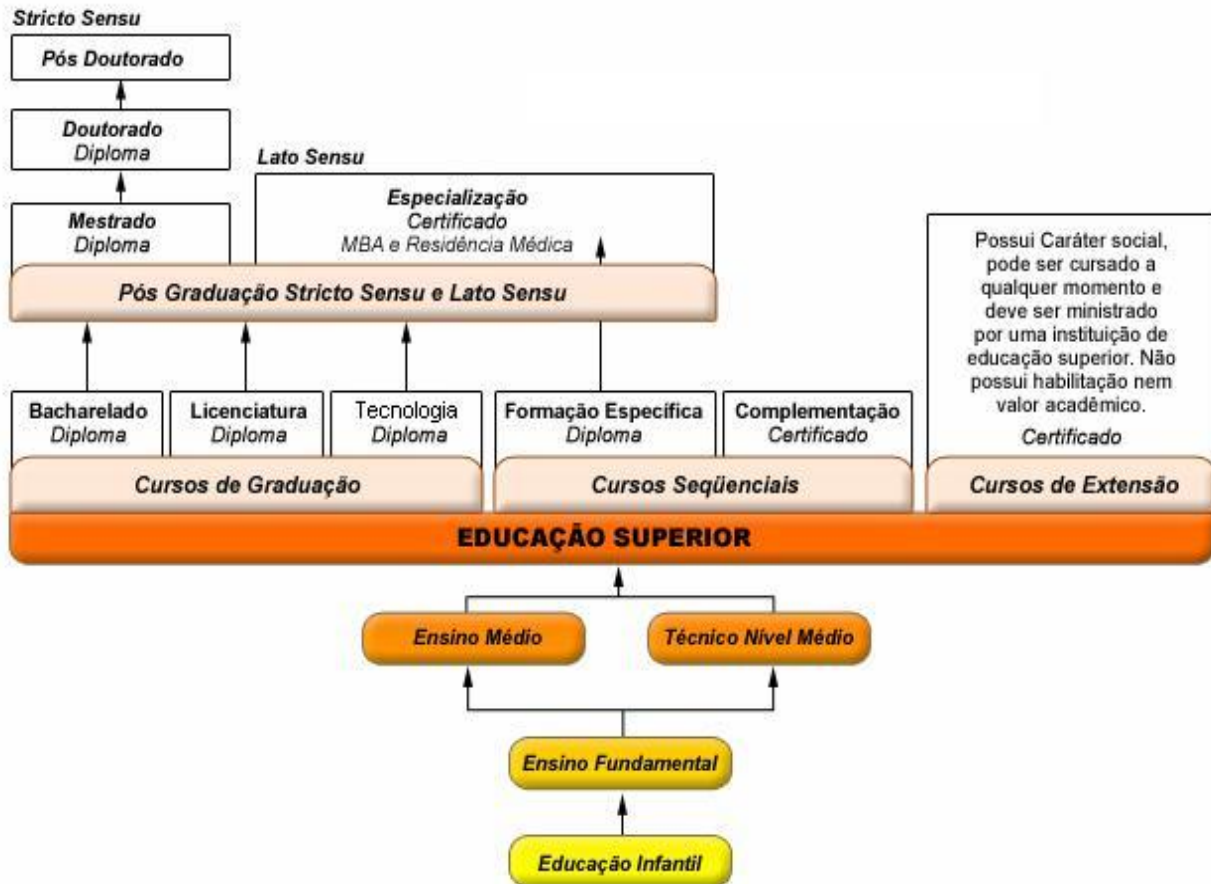 Stricto Sensu
Pós Doutorado
Doutorado
Diploma
Mestrado
Diploma
Lato Sensu
Especialização
Certificado
MBA e Residência Médica
Pós Graduação Stricto Sensu e Lato Sensu
Bacharelado
Diploma
Licenciatura
Diploma
Tecnologia
Diploma
Formação Específica
Diploma
Complementação
Certificado
Possui Caráter social,
pode ser cursado a
qualquer momento e
deve ser ministrado
por uma instituição de
educação superior. Não
possui habilitação nem
valor acadêmico.
Certificado
Cursos de Graduação
Cursos Seqüenciais
Cursos de Extensão
EDUCAÇÃO SUPERIOR
Ensino Médio
Técnico Nível Médio
Ensino Fundamental
Educação Infantil